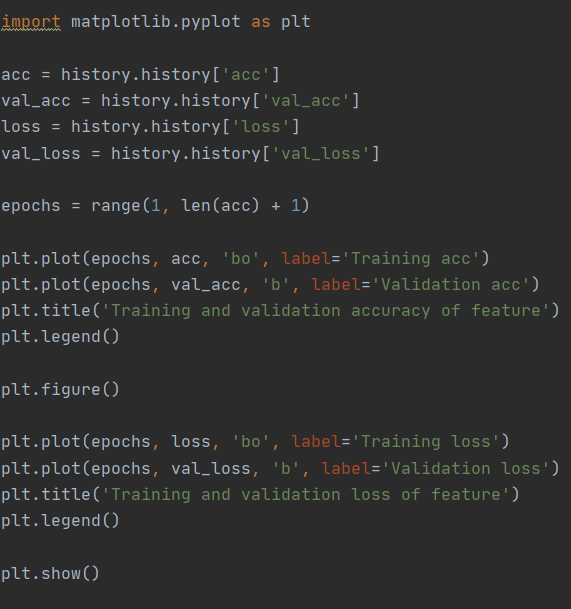 import matplotlib.pyplot as plt
acc = history.history['acc']
val_acc = history.history['val_acc']
loss = history.history['loss']
val_loss = history.history['val_loss']
epochs = range(1, len(acc) + 1)
plt.plot(epochs, acc, 'bo', label='Training acc')
plt.plot(epochs, val_acc, 'b', label='Validation acc')
plt.title('Training and validation accuracy of feature')
plt.legend()
plt.figure()
plt.plot(epochs, loss, 'bo', label='Training loss')
plt.plot(epochs, val_loss, 'b', label='Validation loss')
plt.title('Training and validation loss of feature')
plt.legend()
plt.show()